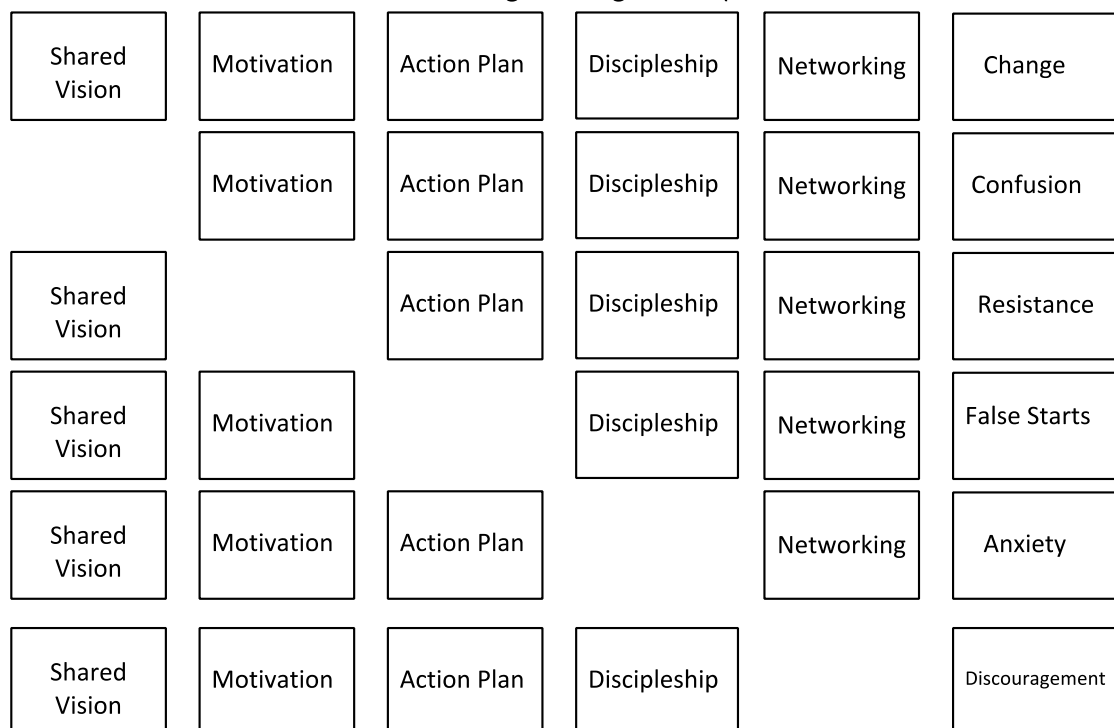 Shared
Vision
Motivation
Action Plan
Discipleship
Networking
Change
Motivation
Action Plan
Discipleship
Networking
Confusion
Shared
Vision
Action Plan
Discipleship
Networking
Resistance
Shared
Vision
Motivation
Discipleship
Networking
False Starts
Shared
Vision
Motivation
Action Plan
Networking
Anxiety
Shared
Vision
Motivation
Action Plan
Discipleship
Discouragement